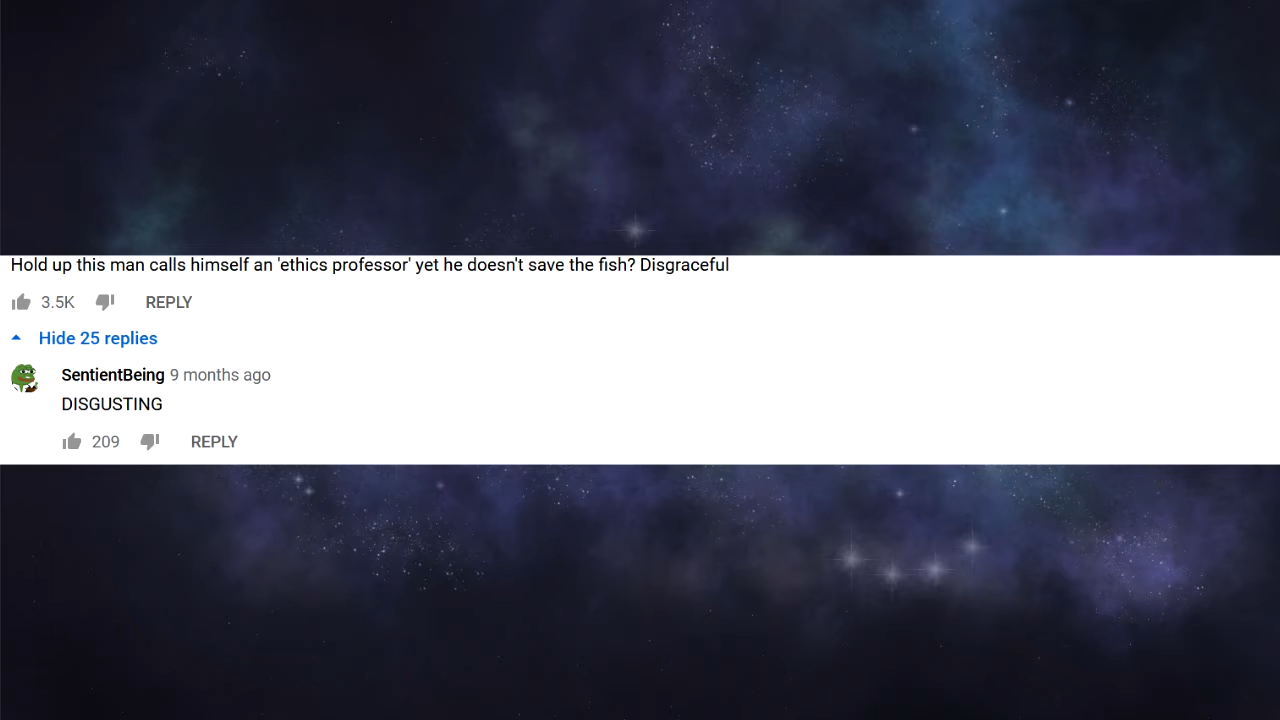 Hold up this man calls himself an 'ethics professor' yet he doesn't save the fish? Disgraceful
3.5K REPLY
Hide 25 replies
SentientBeing 9 months ago
DISGUSTING
209 REPLY